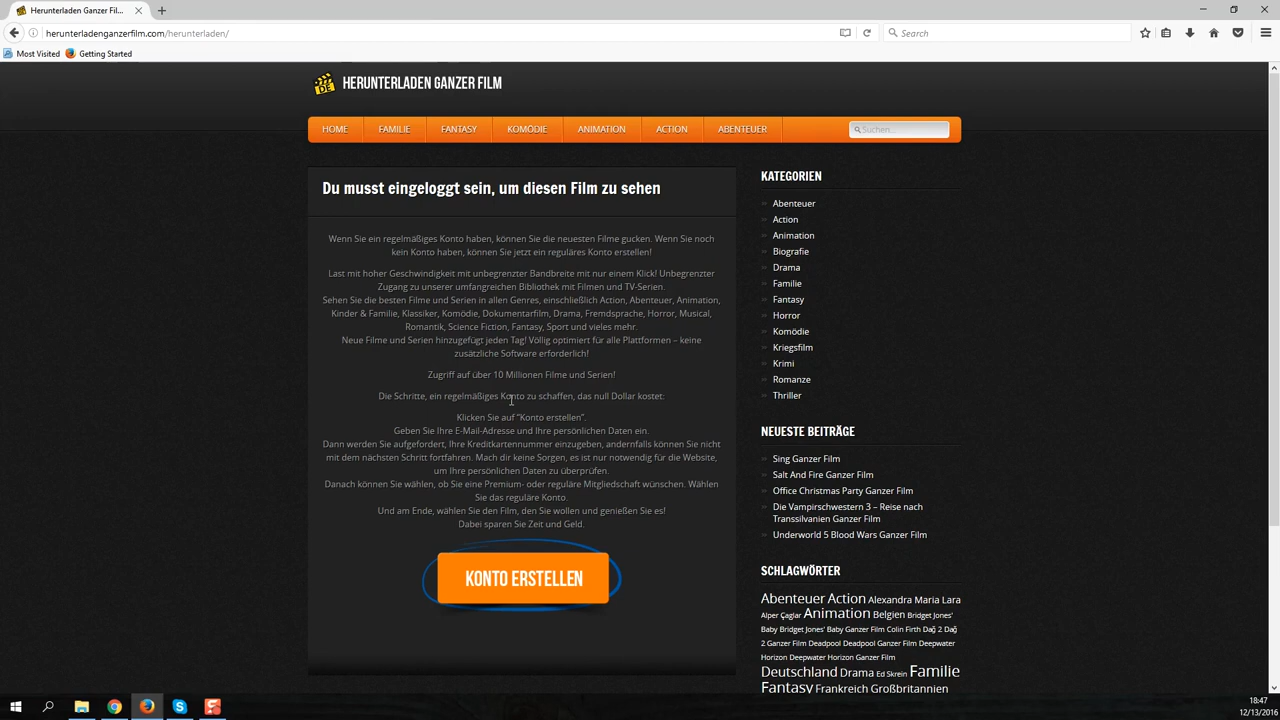 Herunterladen Ganzer Fil...
herunterladenganzerfilm.com/herunterladen/
Search
Most Visited
Getting Started
DE
HERUNTERLADEN GANZER FILM
HOME
FAMILIE
FANTASY
KOMÖDIE
ANIMATION
ACTION
ABENTEUER
Suchen...
Du musst eingeloggt sein, um diesen Film zu sehen
Wenn Sie ein regelmäßiges Konto haben, können Sie die neuesten Filme gucken. Wenn Sie noch
kein Konto haben, können Sie jetzt ein reguläres Konto erstellen!
Last mit hoher Geschwindigkeit mit unbegrenzter Bandbreite mit nur einem Klick! Unbegrenzter
Zugang zu unserer umfangreichen Bibliothek mit Filmen und TV-Serien.
Sehen Sie die besten Filme und Serien in allen Genres, einschließlich Action, Abenteuer, Animation,
Kinder & Familie, Klassiker, Komödie, Dokumentarfilm, Drama, Fremdsprache, Horror, Musical,
Romantik, Science Fiction, Fantasy, Sport und vieles mehr.
Neue Filme und Serien hinzugefügt jeden Tag! Völlig optimiert für alle Plattformen – keine
zusätzliche Software erforderlich!
Zugriff auf über 10 Millionen Filme und Serien!
Die Schritte, ein regelmäßiges Konto zu schaffen, das null Dollar kostet:
Klicken Sie auf "Konto erstellen".
Geben Sie Ihre E-Mail-Adresse und Ihre persönlichen Daten ein.
Dann werden Sie aufgefordert, Ihre Kreditkartennummer einzugeben, andernfalls können Sie nicht
mit dem nächsten Schritt fortfahren. Mach dir keine Sorgen, es ist nur notwendig für die Website,
um Ihre persönlichen Daten zu überprüfen.
Danach können Sie wählen, ob Sie eine Premium- oder reguläre Mitgliedschaft wünschen. Wählen
Sie das reguläre Konto.
Und am Ende, wählen Sie den Film, den Sie wollen und genießen Sie es!
Dabei sparen Sie Zeit und Geld.
KONTO ERSTELLEN
KATEGORIEN
Abenteuer
Action
Animation
Biografie
Drama
Familie
Fantasy
Horror
Komödie
Kriegsfilm
Krimi
Romanze
Thriller
NEUESTE BEITRÄGE
Sing Ganzer Film
Salt And Fire Ganzer Film
Office Christmas Party Ganzer Film
Die Vampirschwestern 3 – Reise nach
Transsilvanien Ganzer Film
Underworld 5 Blood Wars Ganzer Film
SCHLAGWÖRTER
Abenteuer Action Alexandra Maria Lara
Alper Çaglar Animation Belgien Bridget Jones'
Baby Bridget Jones' Baby Ganzer Film Colin Firth Dağ 2 Dağ
2 Ganzer Film Deadpool Deadpool Ganzer Film Deepwater
Horizon Deepwater Horizon Ganzer Film
Deutschland Drama Ed Skrein Familie
Fantasy Frankreich Großbritannien
18:47
12/13/2016